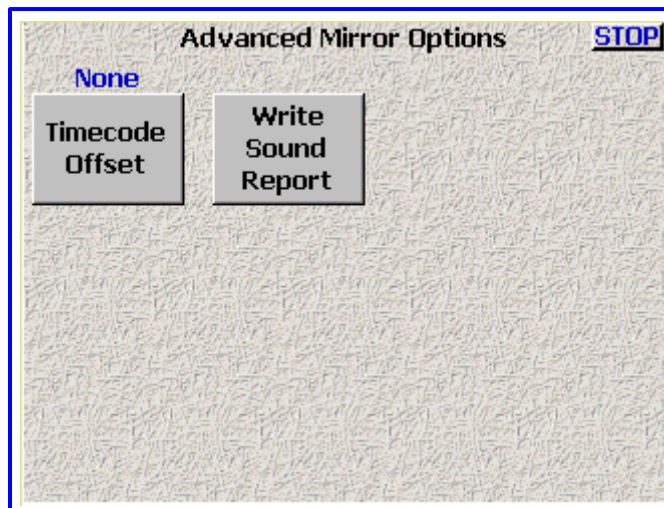 Advanced Mirror Options STOP
None
Timecode
Offset
Write
Sound
Report